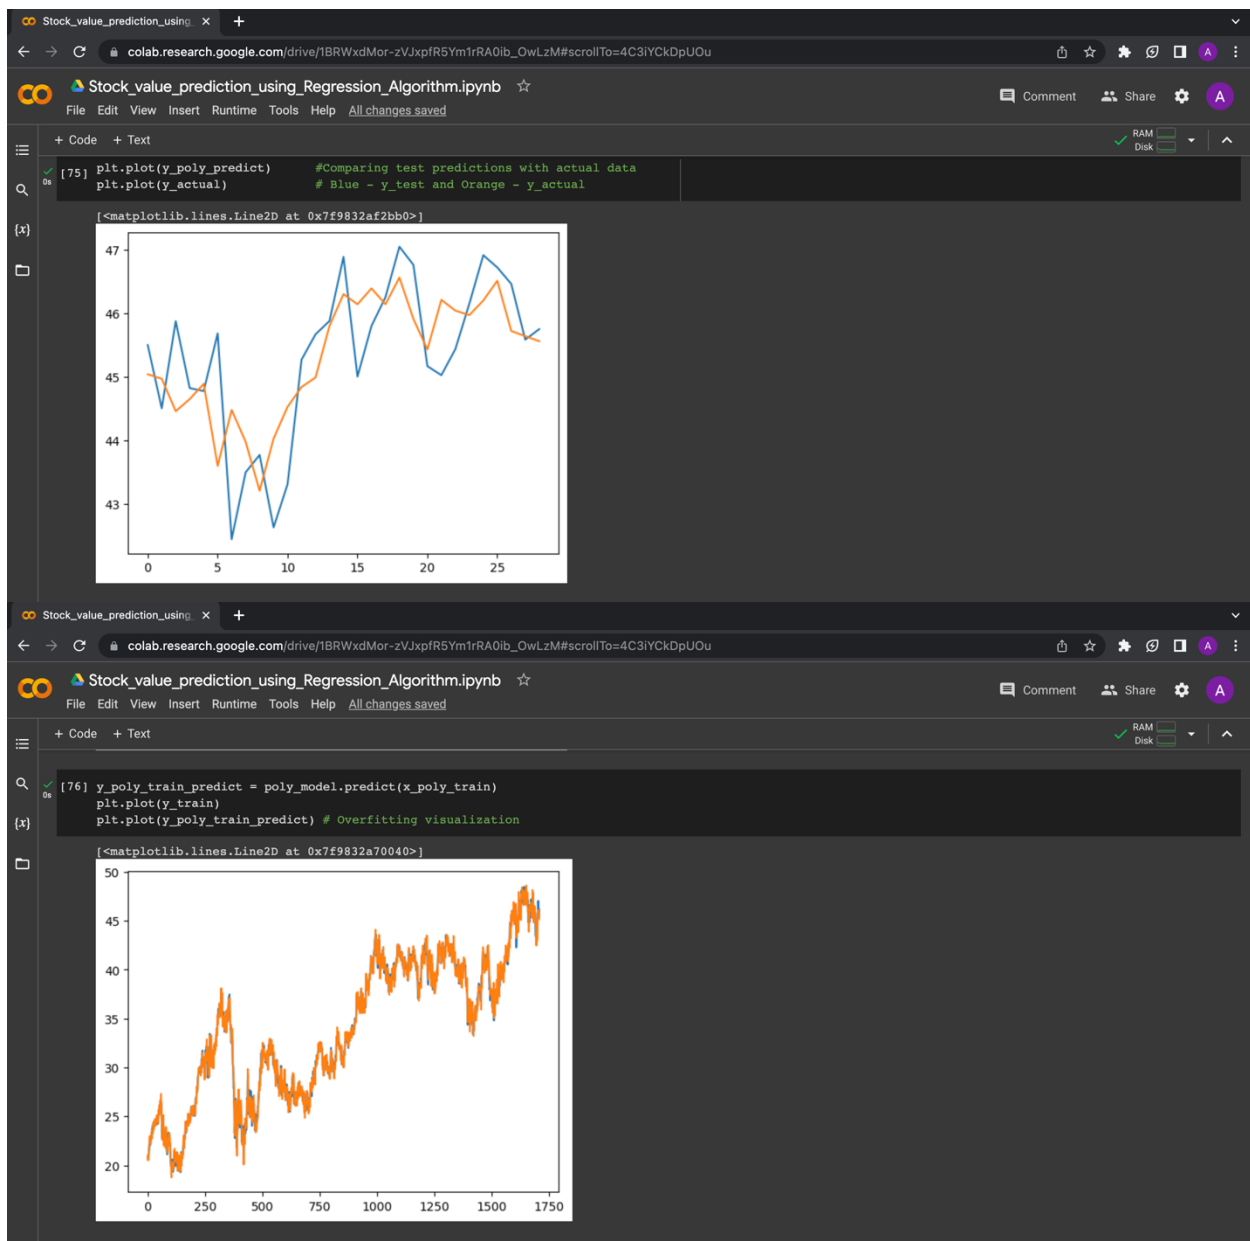 Stock_value_prediction_using
colab.research.google.com/drive/1BRWxdMor-zVJxpfR5Ym1rRA0ib_OwLzM#scrollTo=4C3iYCkDpUOu
A
Stock_value_prediction_using_Regression_Algorithm.ipynb
File Edit View Insert Runtime Tools Help All changes saved
Comment Share A
+ Code + Text
RAM
Disk
0s
[75] plt.plot(y_poly_predict) #Comparing test predictions with actual data
plt.plot(y_actual) # Blue - y_test and Orange - y_actual
{x}
[<matplotlib.lines.Line2D at 0x7f9832af2bb0>]
47
46
45
44
43
0 5 10 15 20 25
Stock_value_prediction_using
colab.research.google.com/drive/1BRWxdMor-zVJxpfR5Ym1rRA0ib_OwLzM#scrollTo=4C3iYCkDpUOu
A
Stock_value_prediction_using_Regression_Algorithm.ipynb
File Edit View Insert Runtime Tools Help All changes saved
Comment Share A
+ Code + Text
RAM
Disk
0s
[76] y_poly_train_predict = poly_model.predict(x_poly_train)
plt.plot(y_train)
plt.plot(y_poly_train_predict) # Overfitting visualization
{x}
[<matplotlib.lines.Line2D at 0x7f9832a70040>]
50
45
40
35
30
25
20
0 250 500 750 1000 1250 1500 1750